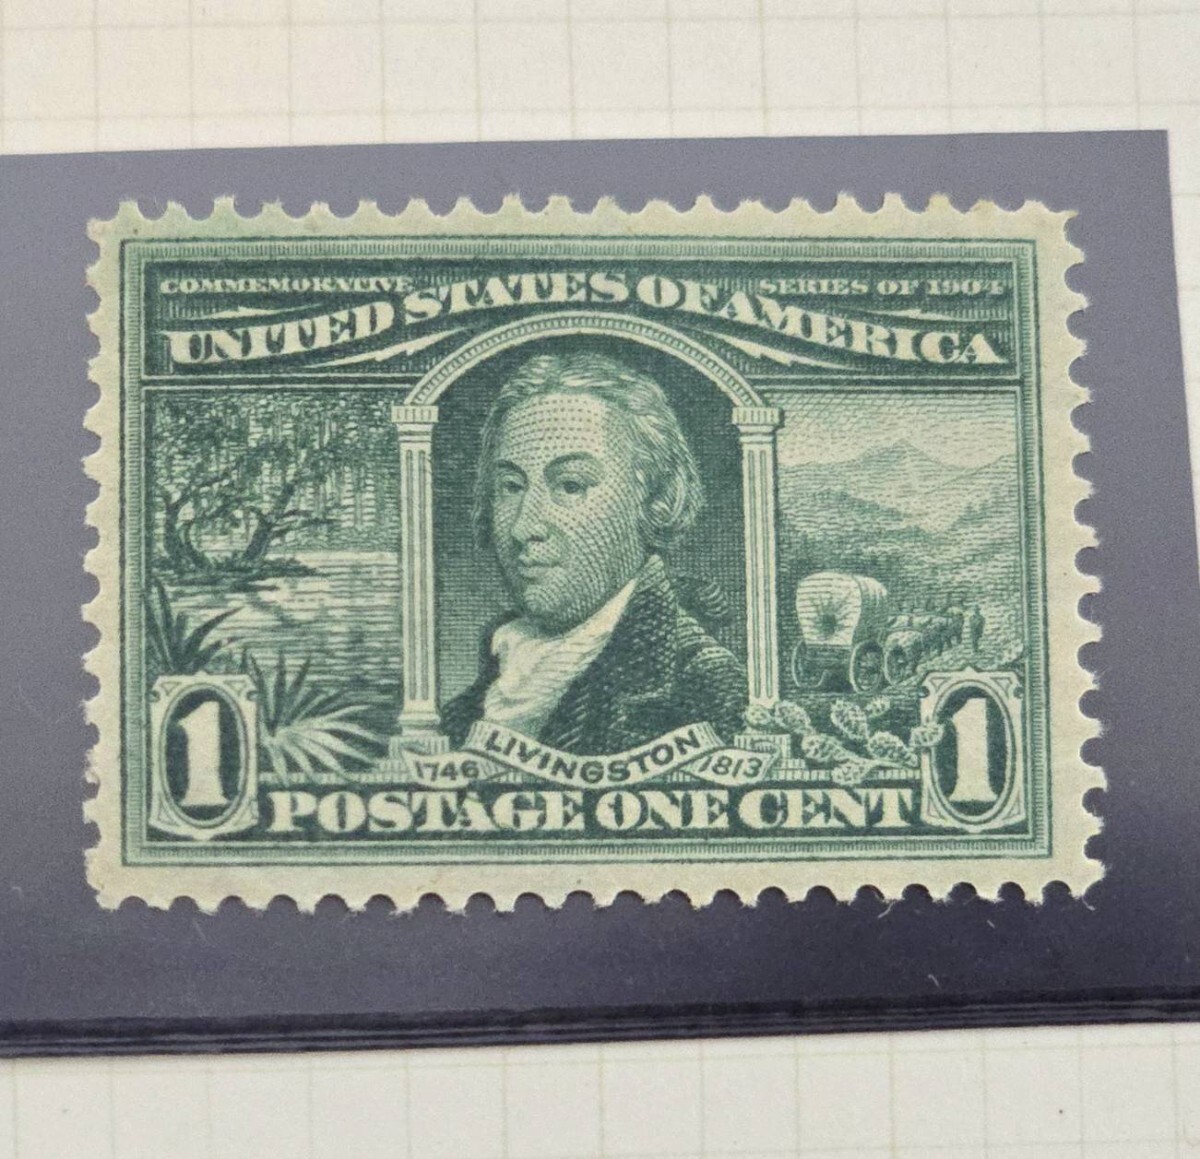 COMMEMORATIVE SERIES OF 1904
UNITED STATES OF AMERICA
1746 LIVINGSTON 1813
1 POSTAGE ONE CENT 1